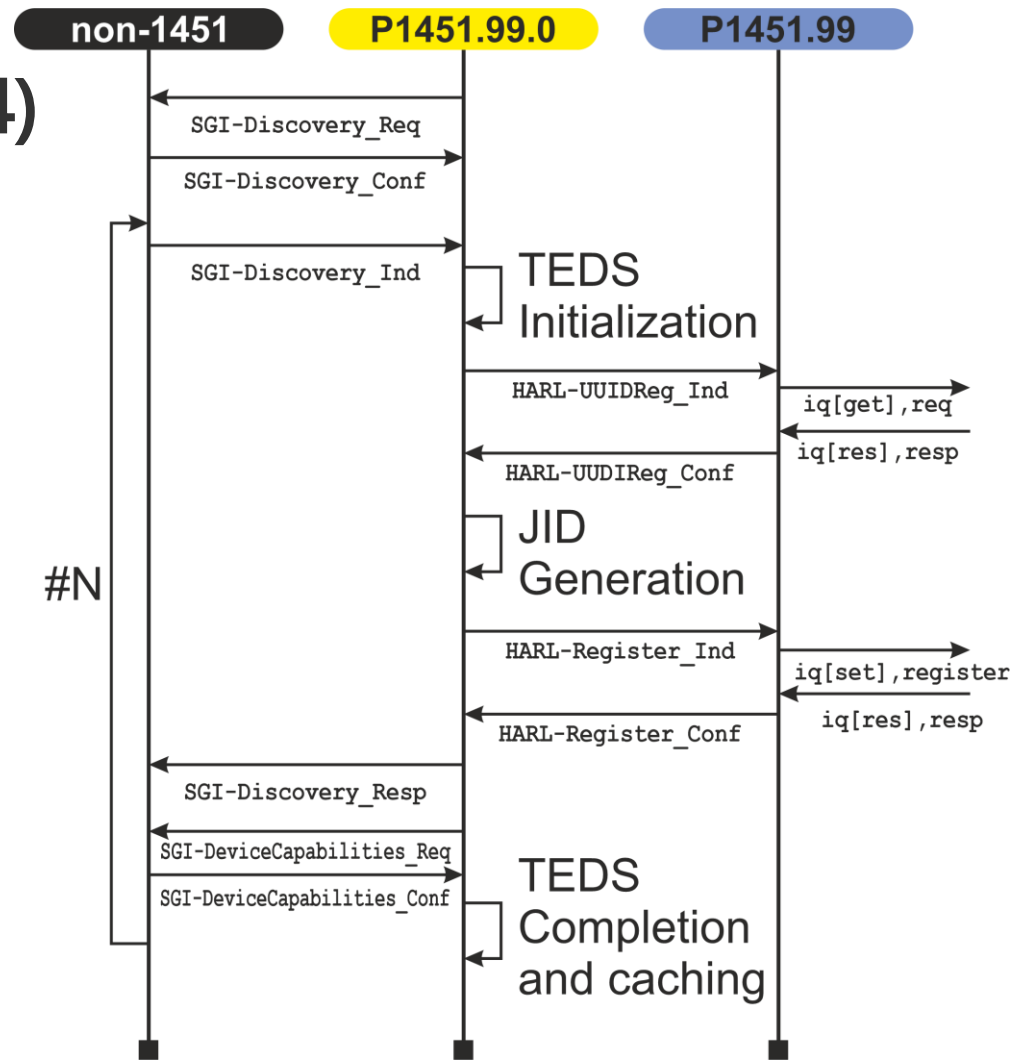 non-1451
P1451.99.0
P1451.99
4)
SGI-Discovery_Req
SGI-Discovery_Conf
SGI-Discovery_Ind
TEDS
Initialization
HARL-UUIDReg_Ind
iq[get],req
iq[res],resp
HARL-UUDIReg_Conf
JID
Generation
#N
HARL-Register_Ind
iq[set],register
iq[res],resp
HARL-Register_Conf
SGI-Discovery_Resp
SGI-DeviceCapabilities_Req
SGI-DeviceCapabilities_Conf
TEDS
Completion
and caching